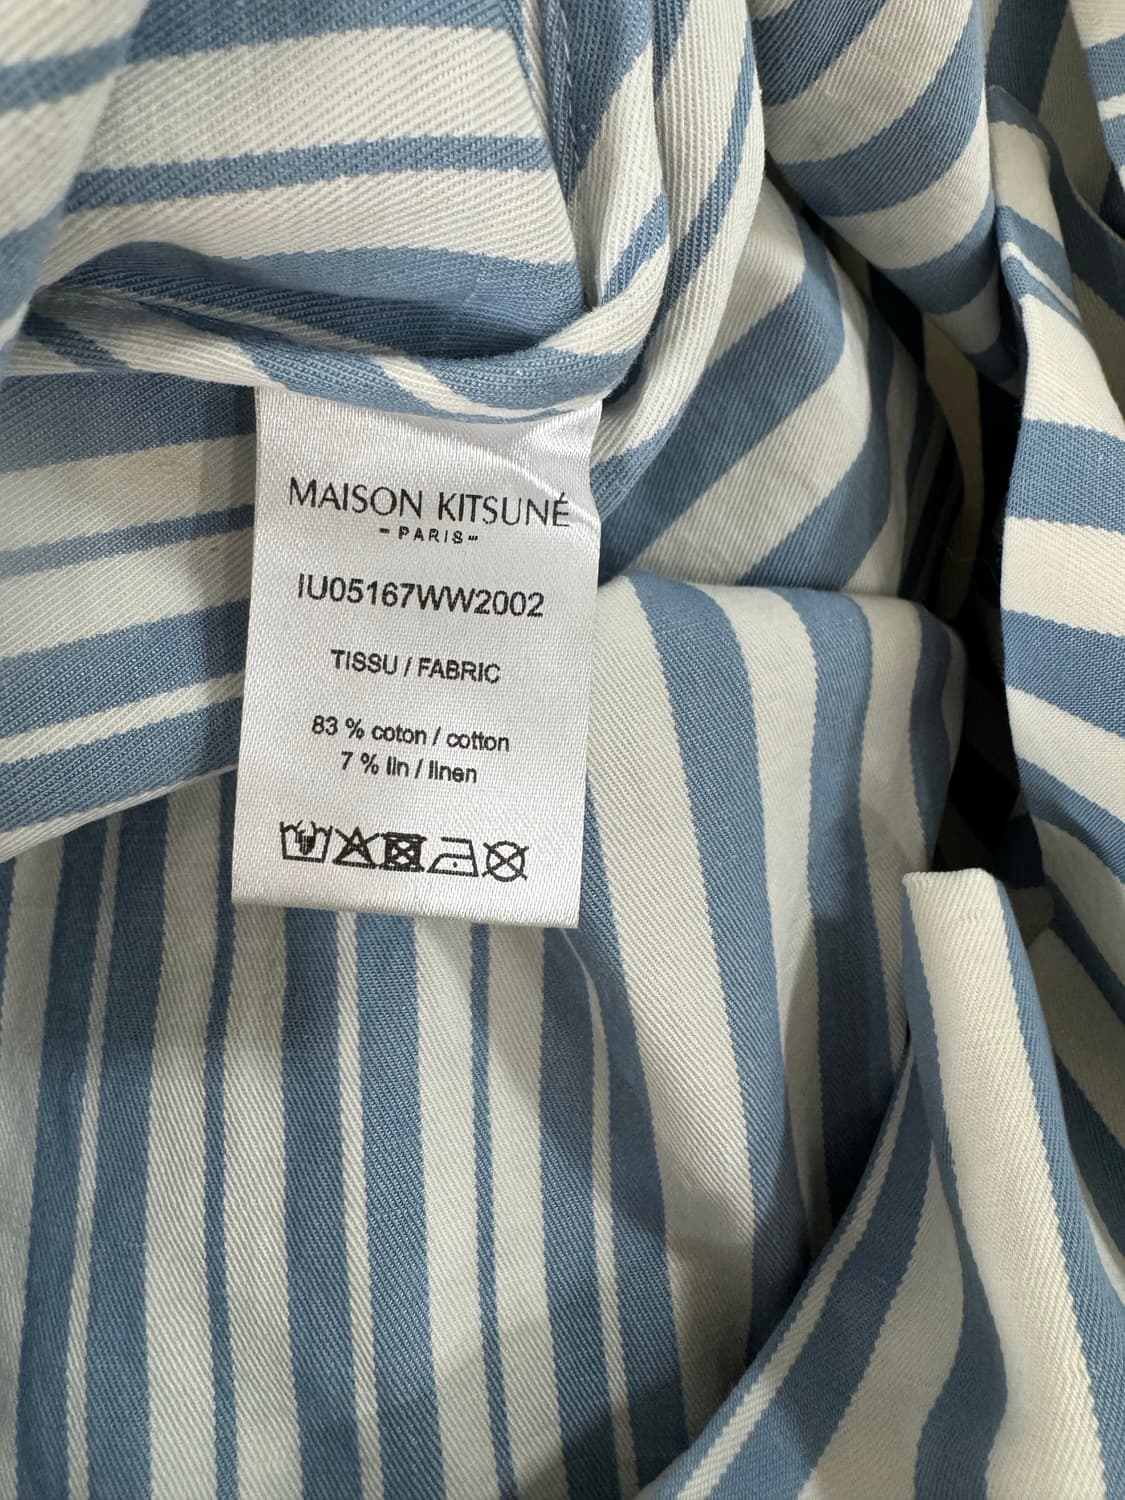 MAISON KITSUNÉ
- PARIS -
IU05167WW2002
TISSU / FABRIC
83 % coton / cotton
7 % lin / linen